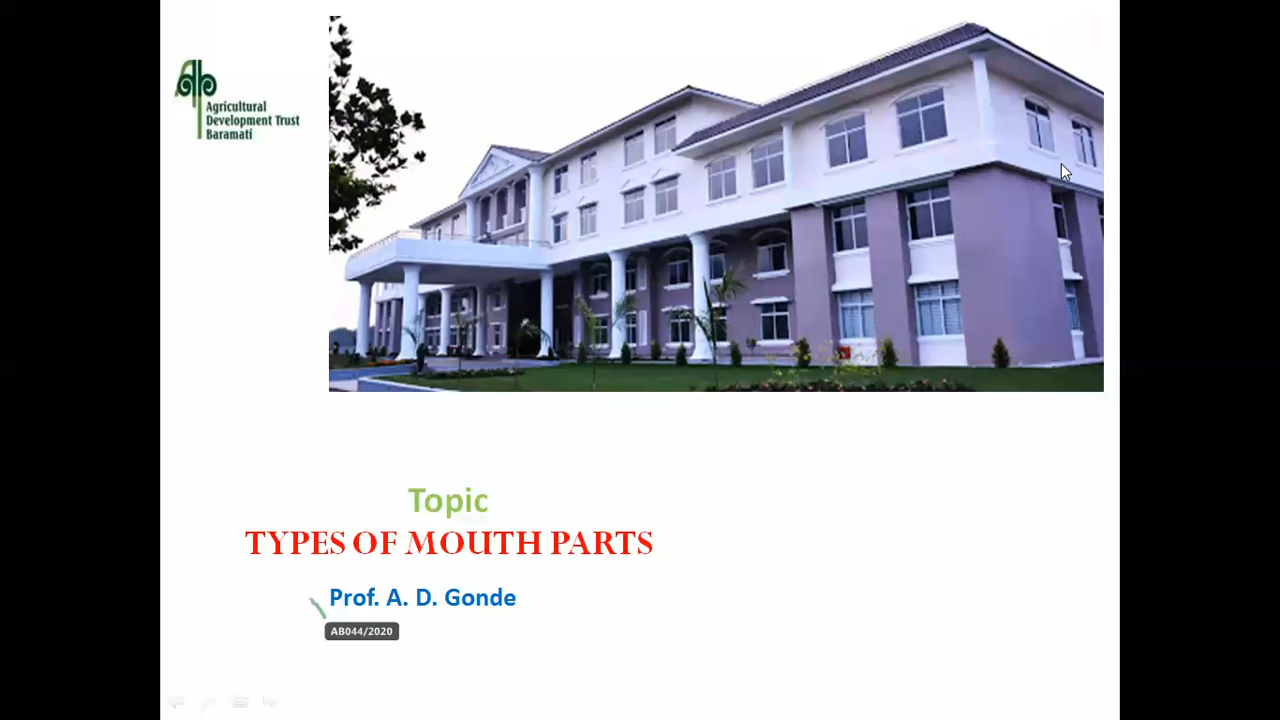 Agricultural
Development Trust
Baramati
Topic
TYPES OF MOUTH PARTS
Prof. A. D. Gonde
AB044/2020